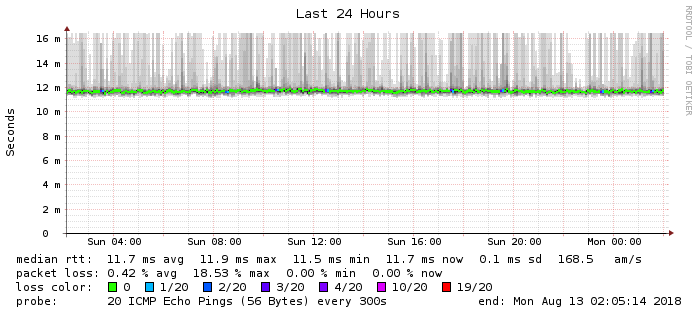 Last 24 Hours
RRDTOOL / TOBI OETIKER
Seconds
16 m
14 m
12 m
10 m
8 m
6 m
4 m
2 m
0
Sun 04:00 Sun 08:00 Sun 12:00 Sun 16:00 Sun 20:00 Mon 00:00
median rtt: 11.7 ms avg 11.9 ms max 11.5 ms min 11.7 ms now 0.1 ms sd 168.5 am/s
packet loss: 0.42 % avg 18.53 % max 0.00 % min 0.00 % now
loss color: 0 1/20 2/20 3/20 4/20 10/20 19/20
probe: 20 ICMP Echo Pings (56 Bytes) every 300s end: Mon Aug 13 02:05:14 2018